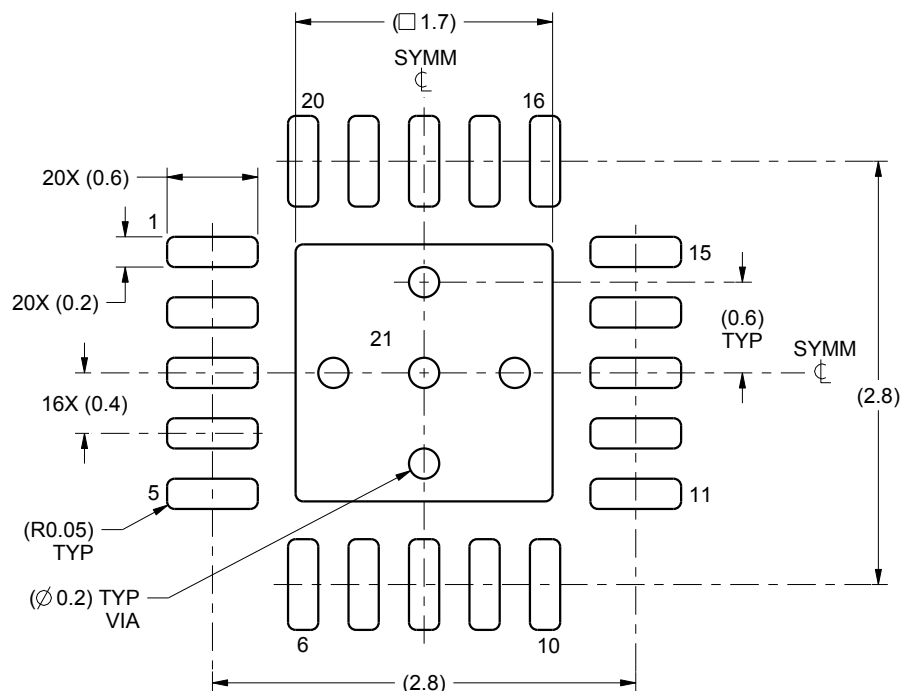 (□ 1.7)
SYMM
℄
20
16
20X (0.6)
1
15
20X (0.2)
(0.6)
TYP
21
SYMM
℄
16X (0.4)
(2.8)
5
11
(R0.05)
TYP
(Ø 0.2) TYP
VIA
6
10
(2.8)